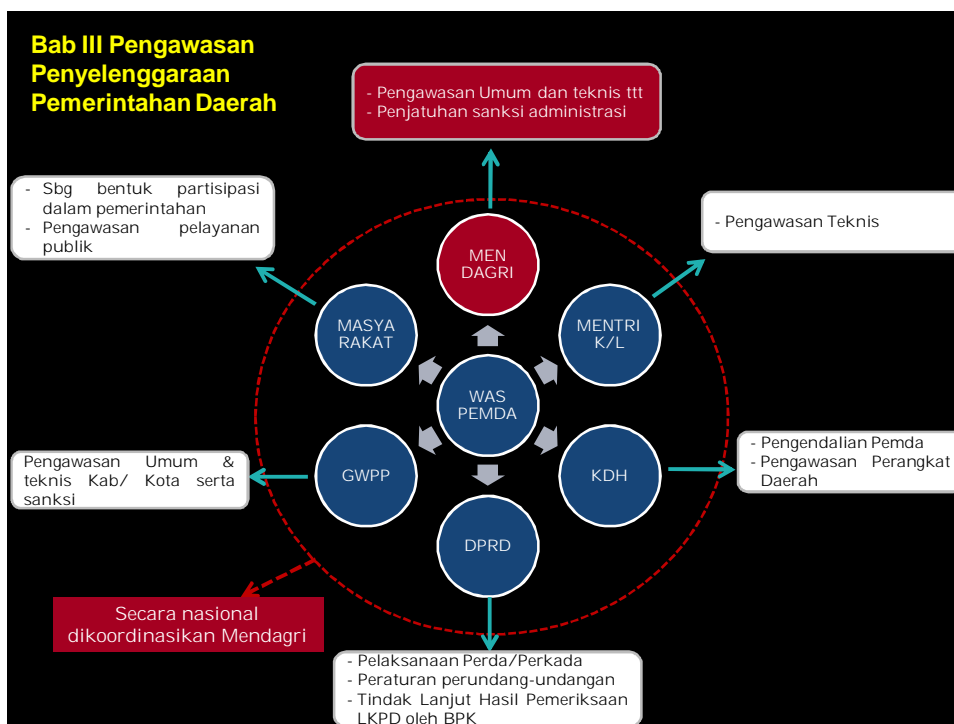 Bab III Pengawasan
Penyelenggaraan
Pemerintahan Daerah
- Pengawasan Umum dan teknis ttt
- Penjatuhan sanksi administrasi
- Sbg bentuk partisipasi
dalam pemerintahan
- Pengawasan pelayanan
publik
- Pengawasan Teknis
MEN
DAGRI
MASYA
RAKAT
MENTRI
K/L
WAS
PEMDA
- Pengendalian Pemda
- Pengawasan Perangkat
Daerah
Pengawasan Umum &
teknis Kab/ Kota serta
sanksi
GWPP
KDH
DPRD
Secara nasional
dikoordinasikan Mendagri
- Pelaksanaan Perda/Perkada
- Peraturan perundang-undangan
- Tindak Lanjut Hasil Pemeriksaan
LKPD oleh BPK